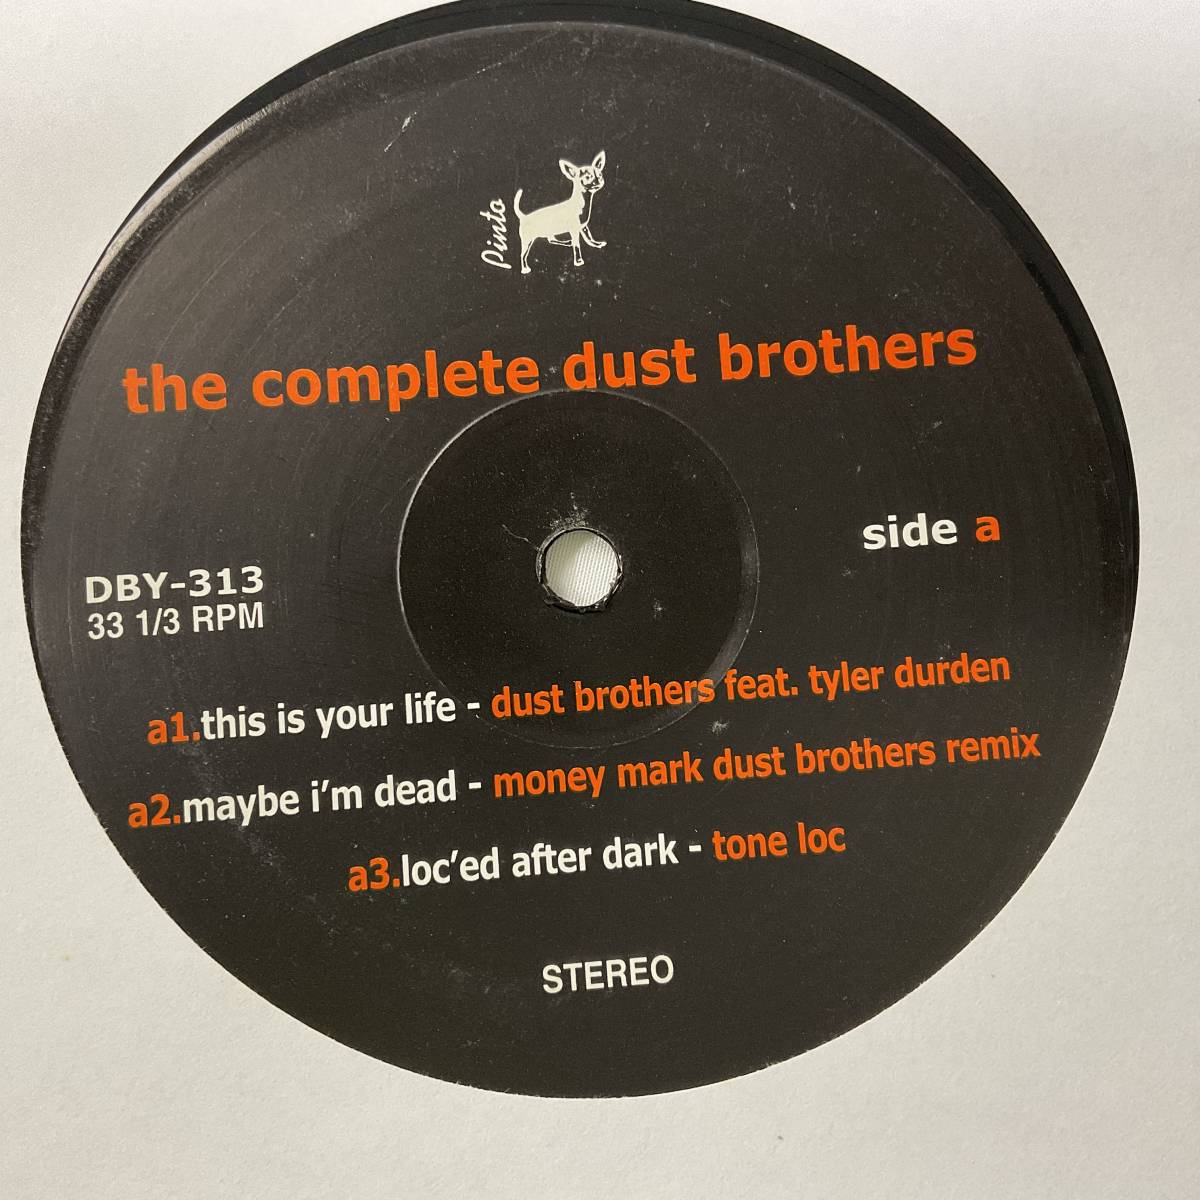 Pinto
the complete dust brothers
side a
DBY-313
33 1/3 RPM
a1.this is your life - dust brothers feat. tyler durden
a2.maybe i'm dead - money mark dust brothers remix
a3.loc'ed after dark - tone loc
STEREO